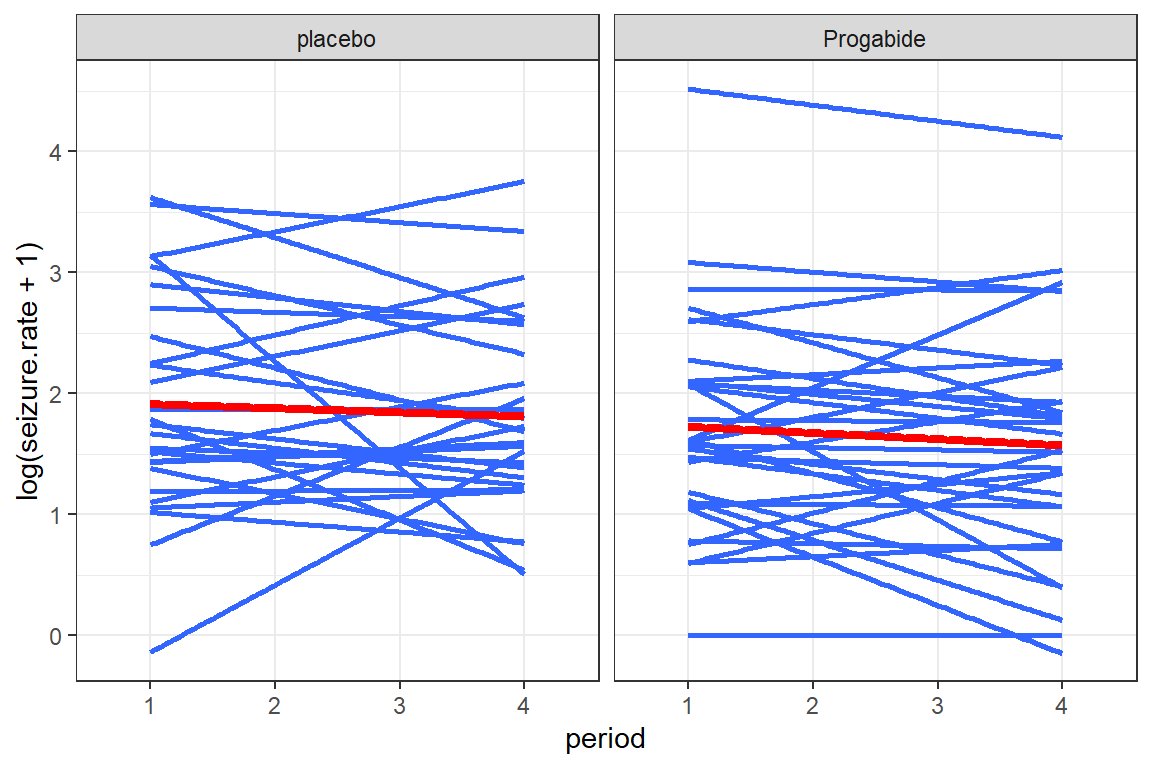 placebo
Progabide
log(seizure.rate + 1)
4
3
2
1
0
1 2 3 4
1 2 3 4
period